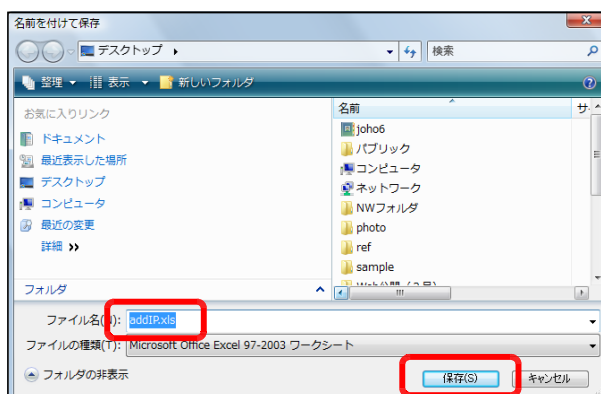 名前を付けて保存
デスクトップ
検索
整理 表示 新しいフォルダ
お気に入りリンク
ドキュメント
最近表示した場所
デスクトップ
コンピュータ
最近の変更
詳細 >>
フォルダ
名前 サ
joho6
パブリック
コンピュータ
ネットワーク
NWフォルダ
photo
ref
sample
ファイル名(N): addIP.xls
ファイルの種類(T): Microsoft Office Excel 97-2003 ワークシート
フォルダの非表示
保存(S)
キャンセル